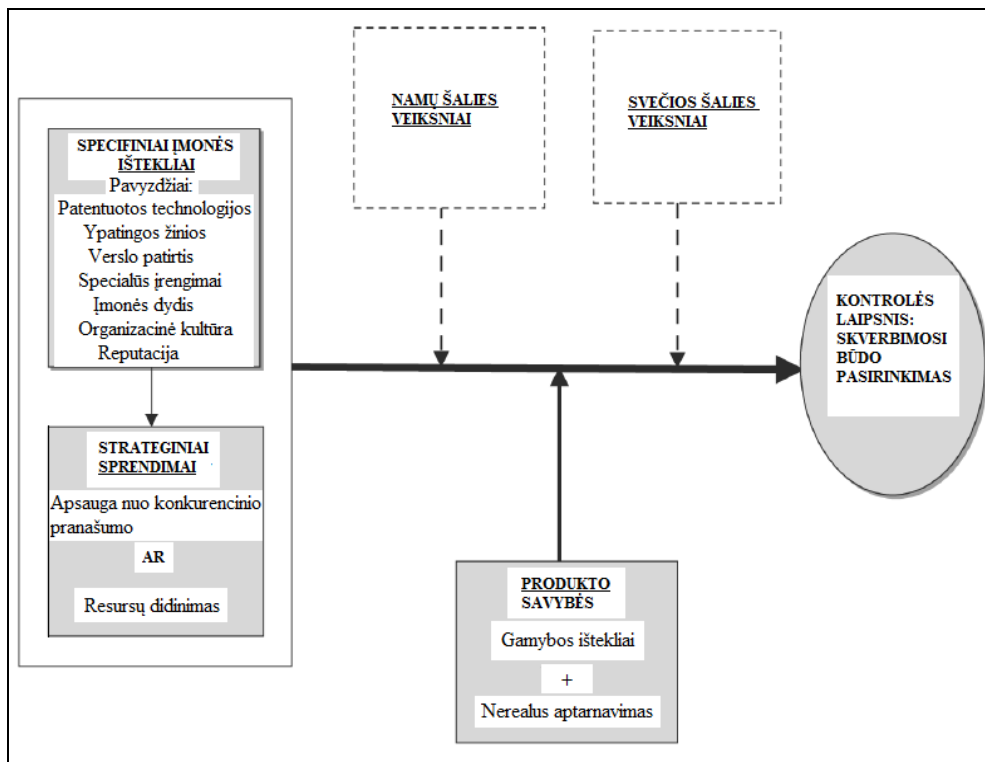 NAMŲ ŠALIES
VEIKSNIAI
SVEČIOS ŠALIES
VEIKSNIAI
SPECIFINIAI ĮMONĖS
IŠTEKLIAI
Pavyzdžiai:
Patentuotos technologijos
Ypatingos žinios
Verslo patirtis
Specialūs įrengimai
Įmonės dydis
Organizacinė kultūra
Reputacija
KONTROLĖS
LAIPSNIS:
SKVERBIMOSI
BŪDO
PASIRINKIMAS
STRATEGINIAI
SPRENDIMAI
Apsauga nuo konkurencinio
pranašumo
AR
Resursų didinimas
PRODUKTO
SAVYBĖS
Gamybos ištekliai
+
Nerealus aptarnavimas